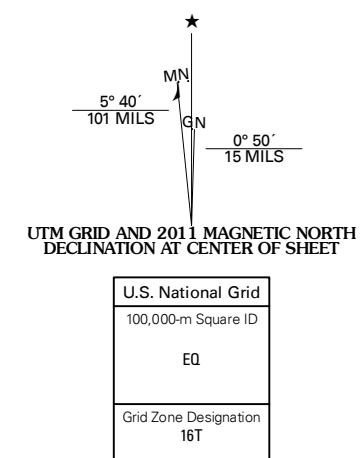 ★
MN
5° 40´
101 MILS
GN
0° 50´
15 MILS
UTM GRID AND 2011 MAGNETIC NORTH
DECLINATION AT CENTER OF SHEET
U.S. National Grid
100,000-m Square ID
EQ
Grid Zone Designation
16T